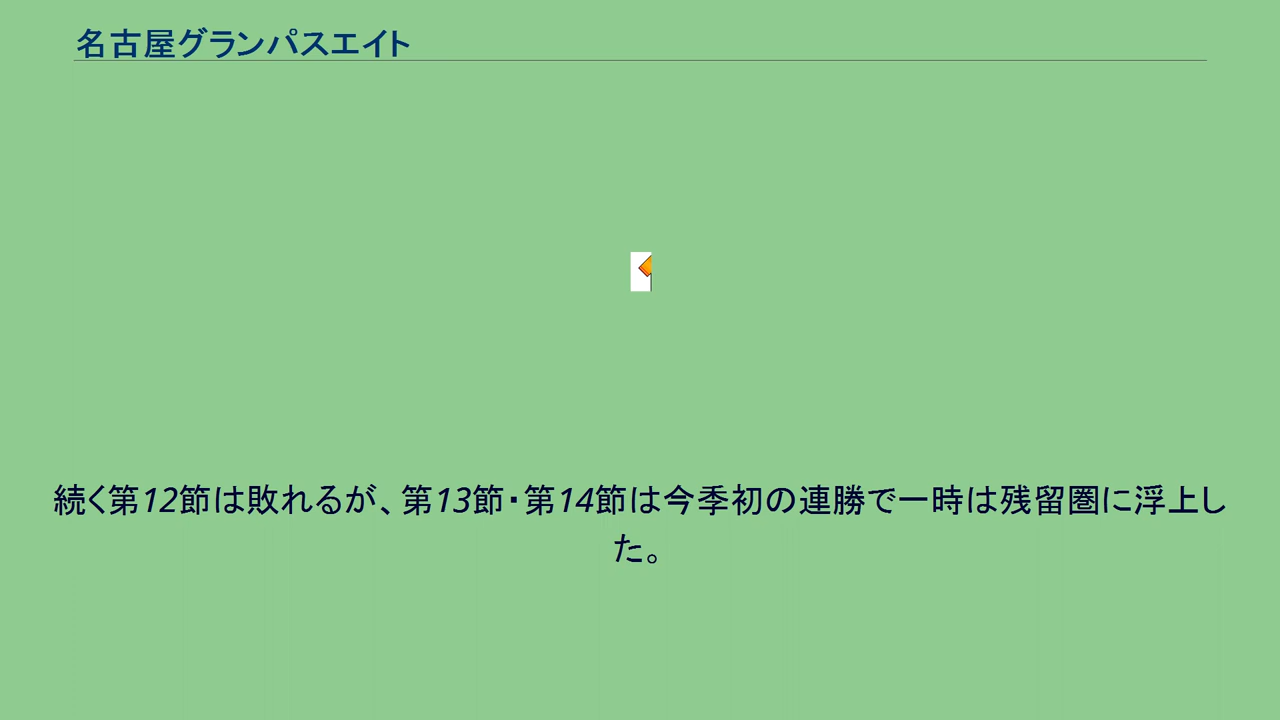 名古屋グランパスエイト
続く第12節は敗れるが、第13節・第14節は今季初の連勝で一時は残留圏に浮上し
た。